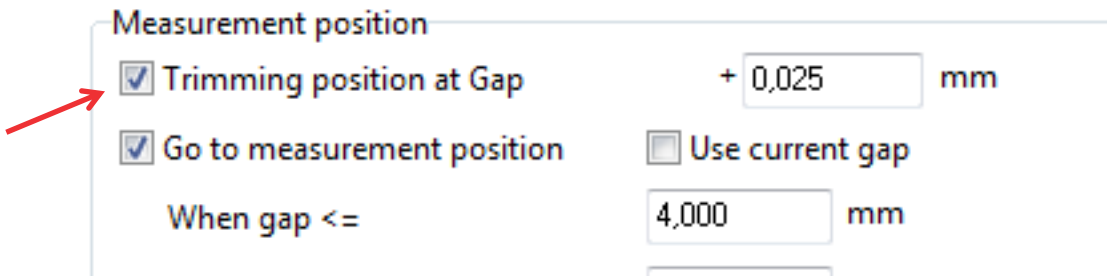 Measurement position
Trimming position at Gap + 0,025 mm
Go to measurement position Use current gap
When gap <= 4,000 mm